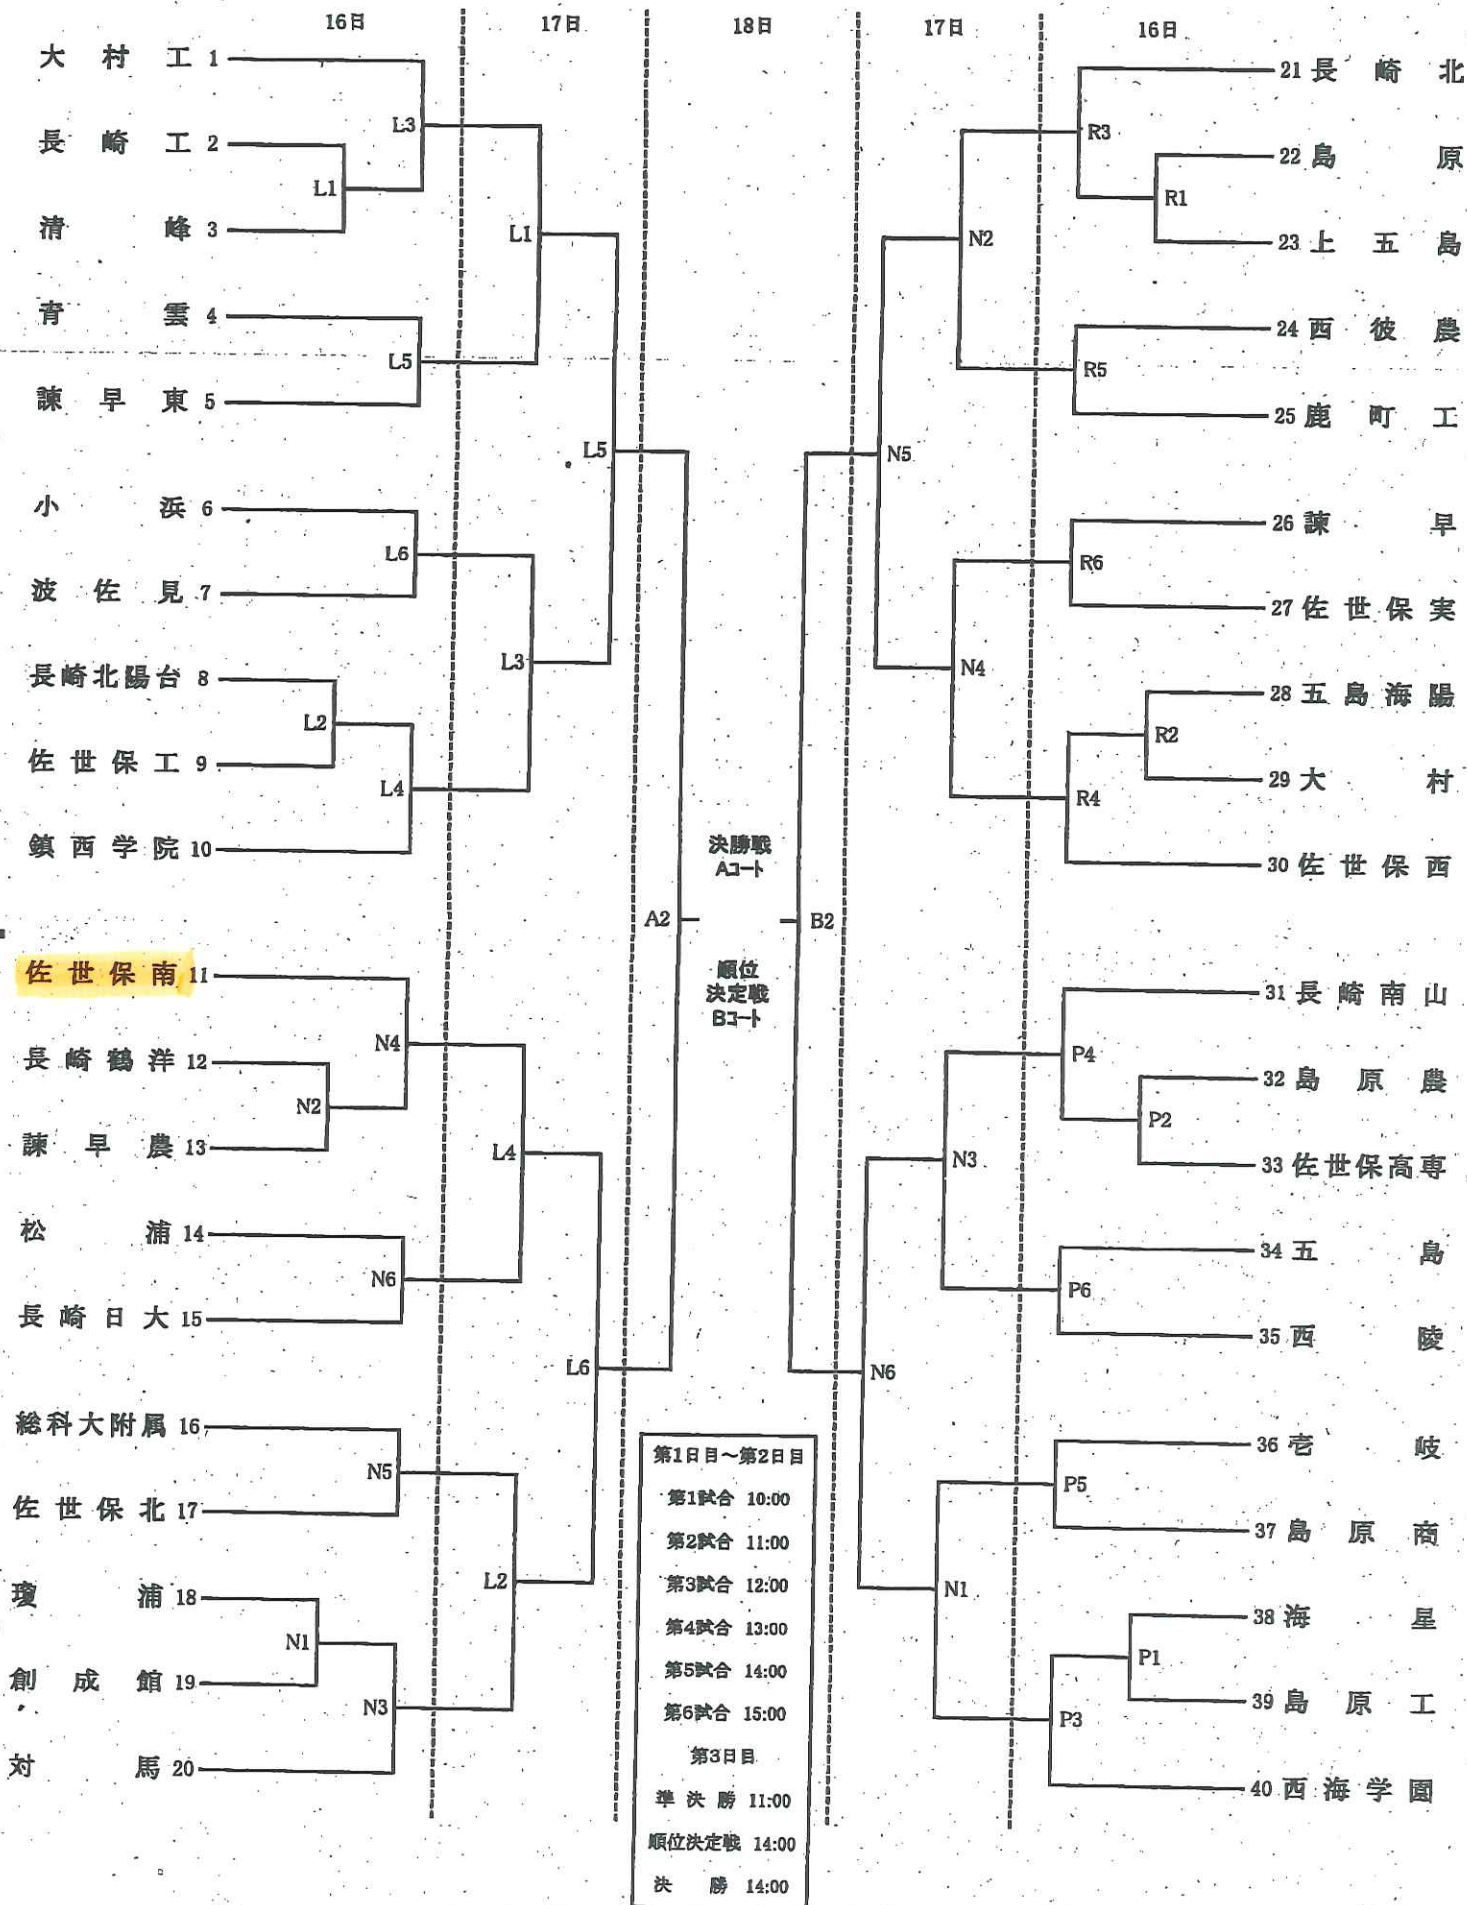 16日 17日 18日 17日 16日
大村工 1
長崎工 2
清峰 3
青雲 4
諫早東 5
小浜 6
波佐見 7
長崎北陽台 8
佐世保工 9
鎮西学院 10
佐世保南 11
長崎鶴洋 12
諫早農 13
松浦 14
長崎日大 15
総科大附属 16
佐世保北 17
瓊浦 18
創成館 19
対馬 20
L3
L1
L5
L6
L2
L4
N4
N2
N6
N5
N1
N3
L1
L3
L4
L2
L5
L6
A2
決勝戦
Aコート
順位
決定戦
Bコート
B2
第1日目~第2日目
第1試合 10:00
第2試合 11:00
第3試合 12:00
第4試合 13:00
第5試合 14:00
第6試合 15:00
第3日目
準決勝 11:00
順位決定戦 14:00
決勝 14:00
N5
N6
N2
N4
N3
N1
R3
R1
R5
R6
R2
R4
P4
P2
P6
P5
P1
P3
21 長崎北
22 島原
23 上五島
24 西彼農
25 鹿町工
26 諫早
27 佐世保実
28 五島海陽
29 大村
30 佐世保西
31 長崎南山
32 島原農
33 佐世保高専
34 五島
35 西陵
36 壱岐
37 島原商
38 海星
39 島原工
40 西海学園